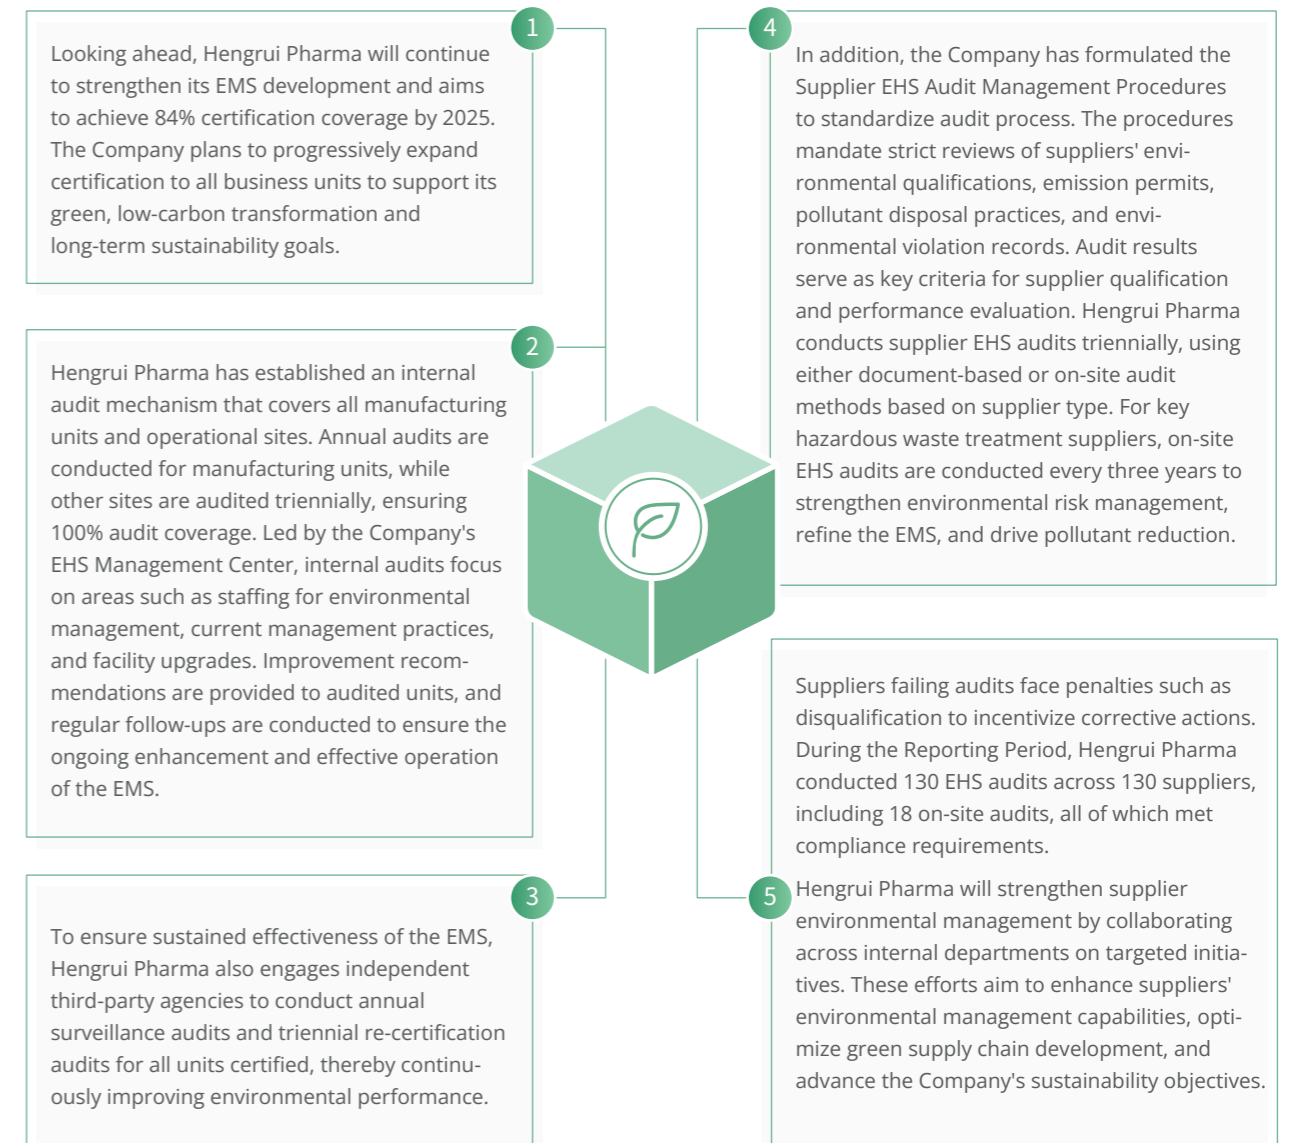 1
Looking ahead, Hengrui Pharma will continue
to strengthen its EMS development and aims
to achieve 84% certification coverage by 2025.
The Company plans to progressively expand
certification to all business units to support its
green, low-carbon transformation and
long-term sustainability goals.
2
Hengrui Pharma has established an internal
audit mechanism that covers all manufacturing
units and operational sites. Annual audits are
conducted for manufacturing units, while
other sites are audited triennially, ensuring
100% audit coverage. Led by the Company's
EHS Management Center, internal audits focus
on areas such as staffing for environmental
management, current management practices,
and facility upgrades. Improvement recom-
mendations are provided to audited units, and
regular follow-ups are conducted to ensure the
ongoing enhancement and effective operation
of the EMS.
3
To ensure sustained effectiveness of the EMS,
Hengrui Pharma also engages independent
third-party agencies to conduct annual
surveillance audits and triennial re-certification
audits for all units certified, thereby continu-
ously improving environmental performance.
4
In addition, the Company has formulated the
Supplier EHS Audit Management Procedures
to standardize audit process. The procedures
mandate strict reviews of suppliers' envi-
ronmental qualifications, emission permits,
pollutant disposal practices, and envi-
ronmental violation records. Audit results
serve as key criteria for supplier qualification
and performance evaluation. Hengrui Pharma
conducts supplier EHS audits triennially, using
either document-based or on-site audit
methods based on supplier type. For key
hazardous waste treatment suppliers, on-site
EHS audits are conducted every three years to
strengthen environmental risk management,
refine the EMS, and drive pollutant reduction.
Suppliers failing audits face penalties such as
disqualification to incentivize corrective actions.
During the Reporting Period, Hengrui Pharma
conducted 130 EHS audits across 130 suppliers,
including 18 on-site audits, all of which met
compliance requirements.
5
Hengrui Pharma will strengthen supplier
environmental management by collaborating
across internal departments on targeted initia-
tives. These efforts aim to enhance suppliers'
environmental management capabilities, opti-
mize green supply chain development, and
advance the Company's sustainability objectives.